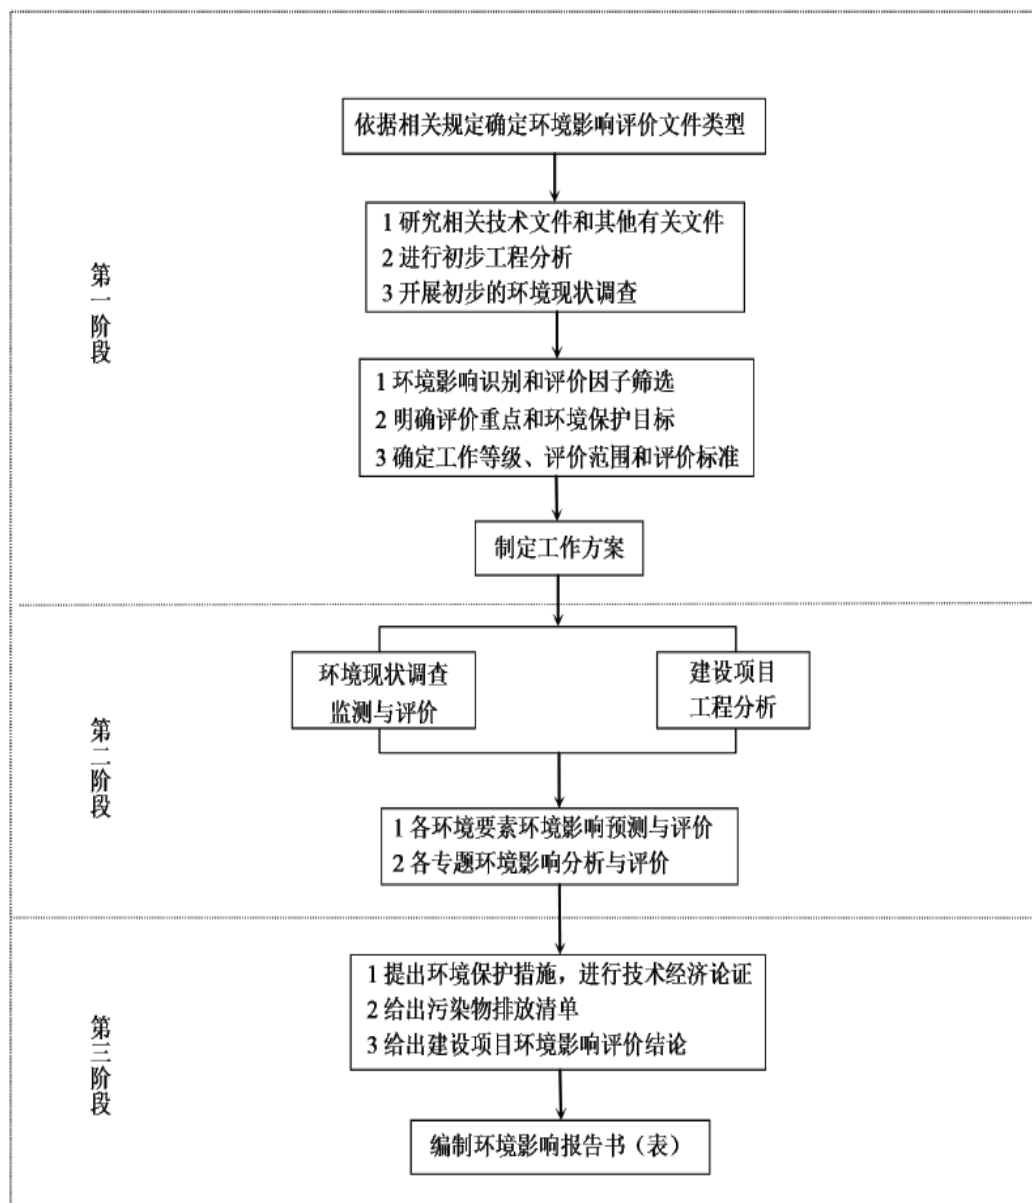 第一阶段
依据相关规定确定环境影响评价文件类型
1 研究相关技术文件和其他有关文件
2 进行初步工程分析
3 开展初步的环境现状调查
1 环境影响识别和评价因子筛选
2 明确评价重点和环境保护目标
3 确定工作等级、评价范围和评价标准
制定工作方案
第二阶段
环境现状调查
监测与评价
建设项目
工程分析
1 各环境要素环境影响预测与评价
2 各专题环境影响分析与评价
第三阶段
1 提出环境保护措施，进行技术经济论证
2 给出污染物排放清单
3 给出建设项目环境影响评价结论
编制环境影响报告书（表）